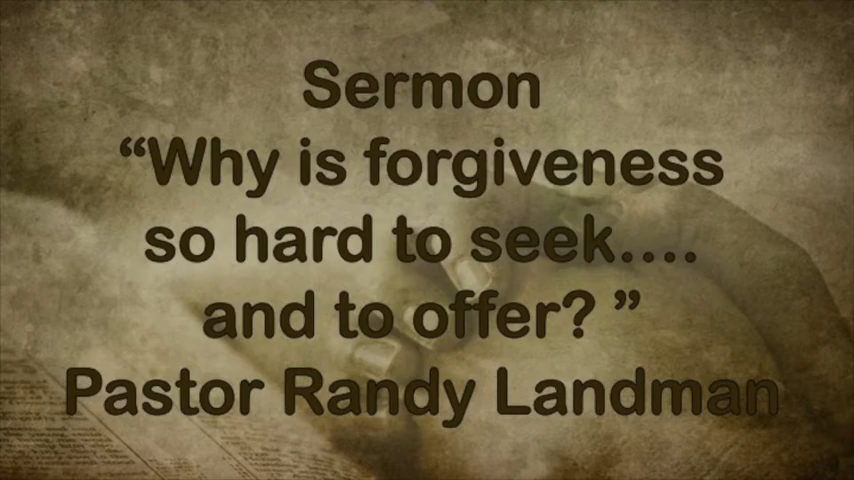 Sermon
“Why is forgiveness
so hard to seek....
and to offer? ”
Pastor Randy Landman